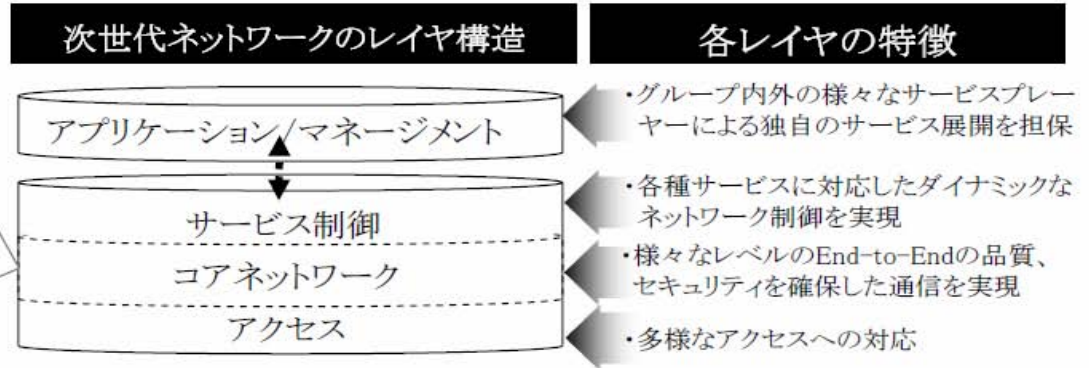 次世代ネットワークのレイヤ構造
各レイヤの特徴
アプリケーション/マネージメント
サービス制御
コアネットワーク
アクセス
・グループ内外の様々なサービスプレー
ヤーによる独自のサービス展開を担保
・各種サービスに対応したダイナミックな
ネットワーク制御を実現
・様々なレベルのEnd-to-Endの品質、
セキュリティを確保した通信を実現
・多様なアクセスへの対応